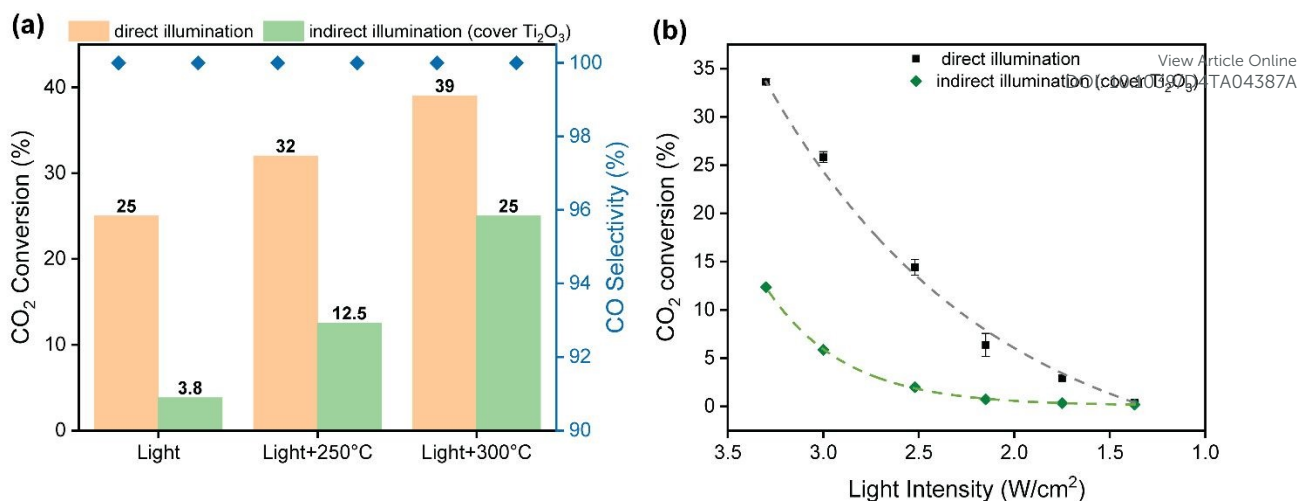 (a)
direct illumination
indirect illumination (cover Ti₂O₃)
CO₂ Conversion (%)
40
30
20
10
0
25
3.8
32
12.5
39
25
Light
Light+250°C
Light+300°C
100
98
96
94
92
90
CO Selectivity (%)
(b)
direct illumination
indirect illumination (cover Ti₂O₃)
View Article Online
CO₂ conversion (%)
35
30
25
20
15
10
5
0
3.5
3.0
2.5
2.0
1.5
1.0
Light Intensity (W/cm²)